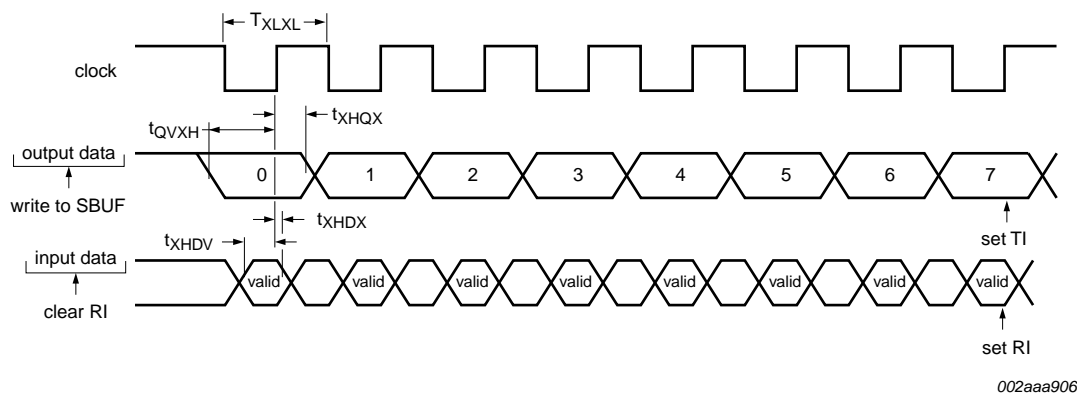 TXLXL
clock
tXHQX
tQVXH
output data
0 1 2 3 4 5 6 7
write to SBUF
tXHDX
set TI
tXHDV
input data
valid valid valid valid valid valid valid valid
clear RI
set RI
002aaa906